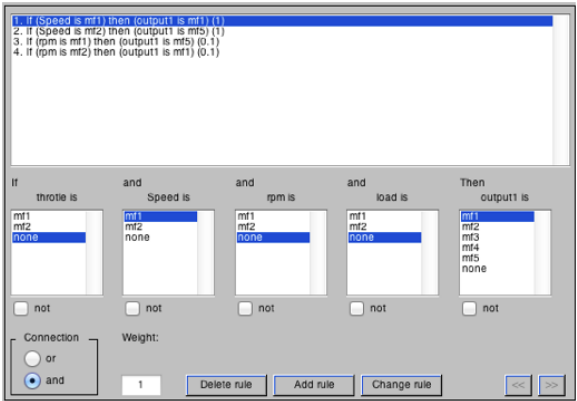 1. If (Speed is mf1) then (output1 is mf1) (1)
2. If (Speed is mf2) then (output1 is mf5) (1)
3. If (rpm is mf1) then (output1 is mf5) (0.1)
4. If (rpm is mf2) then (output1 is mf1) (0.1)
If and and and Then
throtle is Speed is rpm is load is output1 is
mf1 mf1 mf1 mf1 mf1
mf2 mf2 mf2 mf2 mf2
none none none none mf3
mf4
mf5
none
not not not not not
Connection Weight:
or
and 1 Delete rule Add rule Change rule << >>